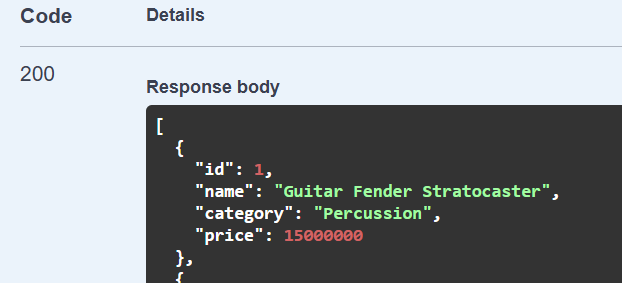 Code Details
200
Response body
[
{
"id": 1,
"name": "Guitar Fender Stratocaster",
"category": "Percussion",
"price": 15000000
},
{